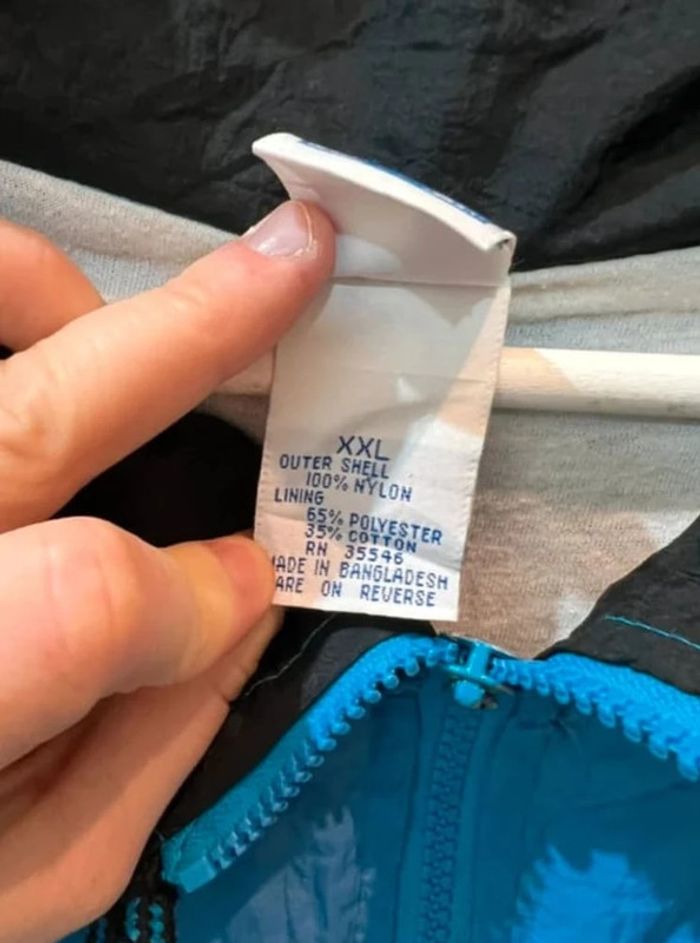 XXL
OUTER SHELL
100% NYLON
LINING
65% POLYESTER
35% COTTON
RN 35546
ADE IN BANGLADESH
ARE ON REVERSE